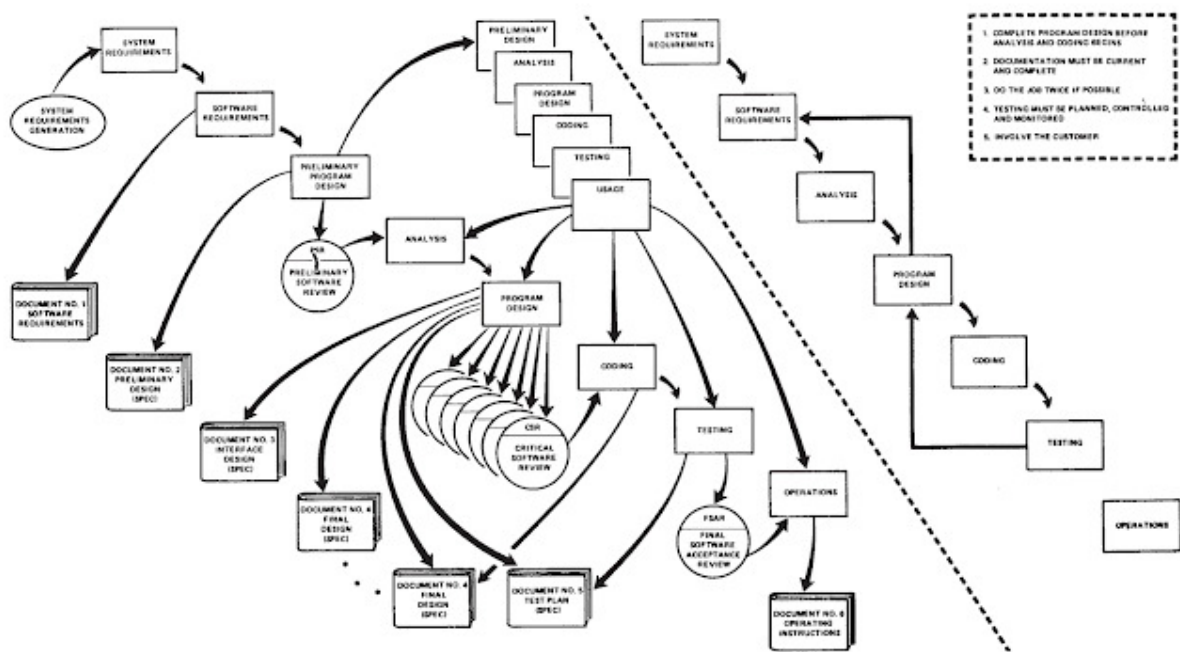 SYSTEM
REQUIREMENTS
SYSTEM
REQUIREMENTS
GENERATION
SOFTWARE
REQUIREMENTS
PRELIMINARY
PROGRAM
DESIGN
PRELIMINARY
DESIGN
ANALYSIS
PROGRAM
DESIGN
CODING
TESTING
USAGE
PSR
PRELIMINARY
SOFTWARE
REVIEW
ANALYSIS
PROGRAM
DESIGN
DOCUMENT NO. 1
SOFTWARE
REQUIREMENTS
DOCUMENT NO. 2
PRELIMINARY
DESIGN
(SPEC)
DOCUMENT NO. 3
INTERFACE
DESIGN
(SPEC)
DOCUMENT NO. 4
FINAL
DESIGN
(SPEC)
DOCUMENT NO. 4
FINAL
DESIGN
(SPEC)
DOCUMENT NO. 5
TEST PLAN
(SPEC)
CSR
CRITICAL
SOFTWARE
REVIEW
CODING
TESTING
FSAR
FINAL
SOFTWARE
ACCEPTANCE
REVIEW
OPERATIONS
DOCUMENT NO. 6
OPERATING
INSTRUCTIONS
SYSTEM
REQUIREMENTS
SOFTWARE
REQUIREMENTS
ANALYSIS
PROGRAM
DESIGN
CODING
TESTING
OPERATIONS
1. COMPLETE PROGRAM DESIGN BEFORE
ANALYSIS AND CODING BEGINS
2. DOCUMENTATION MUST BE CURRENT
AND COMPLETE
3. DO THE JOB TWICE IF POSSIBLE
4. TESTING MUST BE PLANNED, CONTROLLED
AND MONITORED
5. INVOLVE THE CUSTOMER